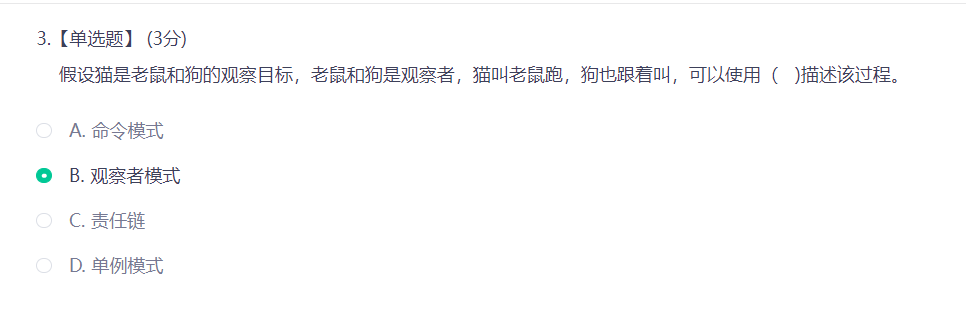 3.【单选题】 (3分)
假设猫是老鼠和狗的观察目标，老鼠和狗是观察者，猫叫老鼠跑，狗也跟着叫，可以使用（ )描述该过程。
A. 命令模式
B. 观察者模式
C. 责任链
D. 单例模式